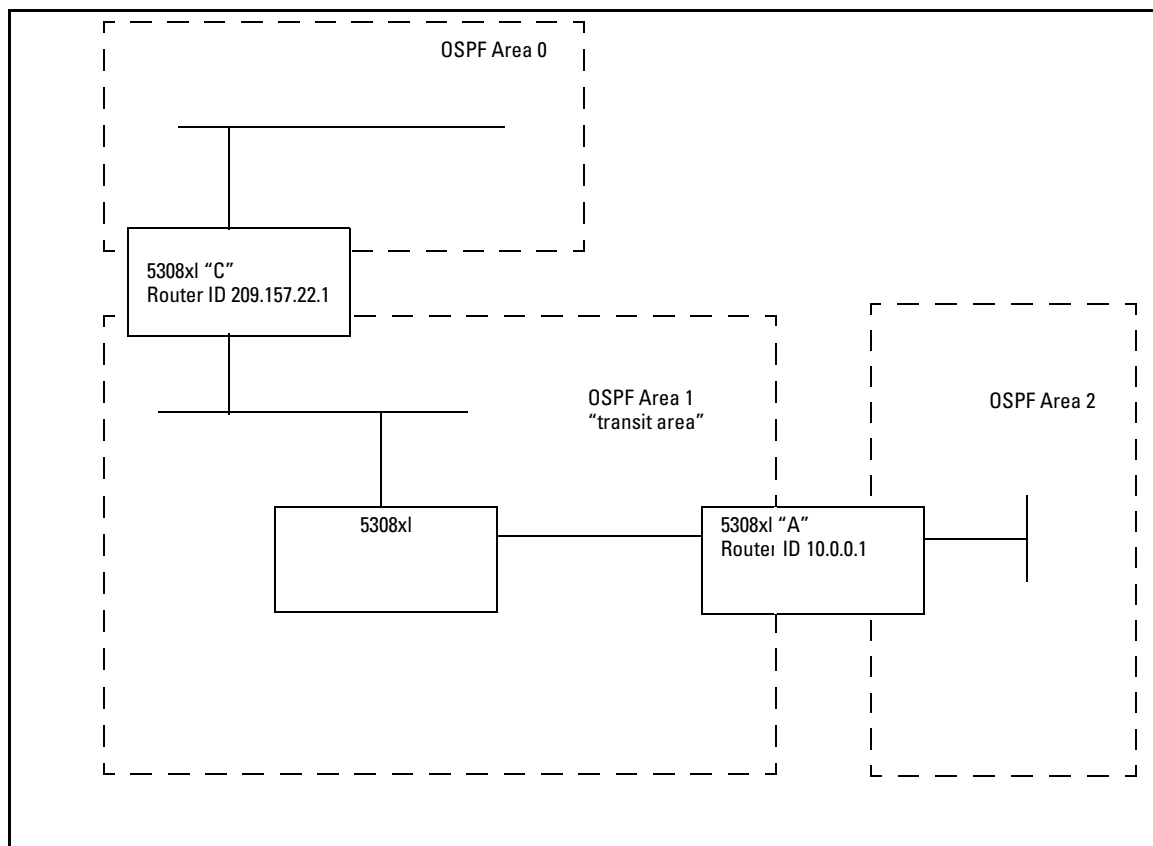 OSPF Area 0
5308xl “C”
Router ID 209.157.22.1
OSPF Area 1
“transit area”
OSPF Area 2
5308xl
5308xl “A”
Router ID 10.0.0.1